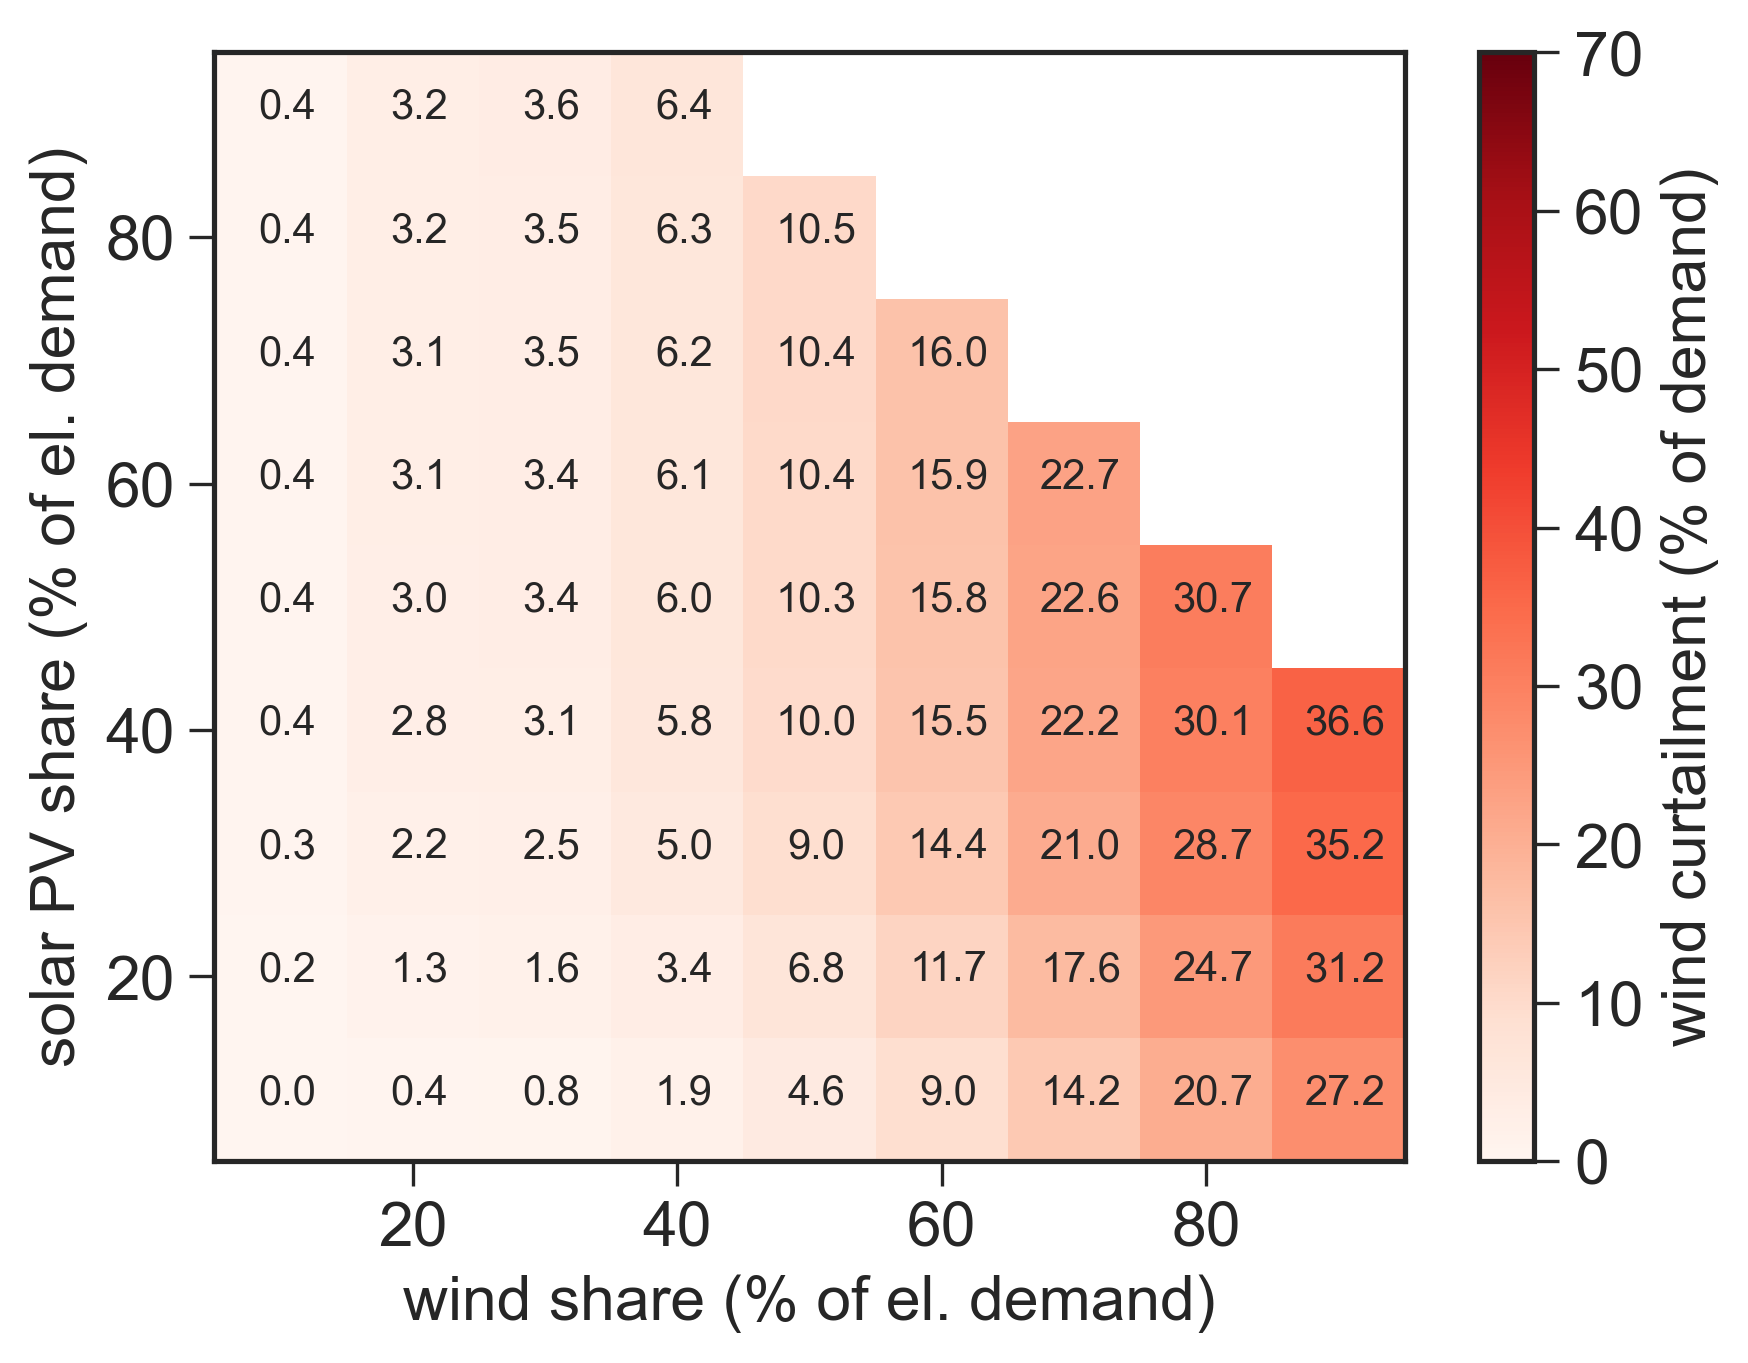 0.4 3.2 3.6 6.4
0.4 3.2 3.5 6.3 10.5
0.4 3.1 3.5 6.2 10.4 16.0
0.4 3.1 3.4 6.1 10.4 15.9 22.7
0.4 3.0 3.4 6.0 10.3 15.8 22.6 30.7
0.4 2.8 3.1 5.8 10.0 15.5 22.2 30.1 36.6
0.3 2.2 2.5 5.0 9.0 14.4 21.0 28.7 35.2
0.2 1.3 1.6 3.4 6.8 11.7 17.6 24.7 31.2
0.0 0.4 0.8 1.9 4.6 9.0 14.2 20.7 27.2
80
60
40
20
solar PV share (% of el. demand)
20 40 60 80
wind share (% of el. demand)
70
60
50
40
30
20
10
0
wind curtailment (% of demand)